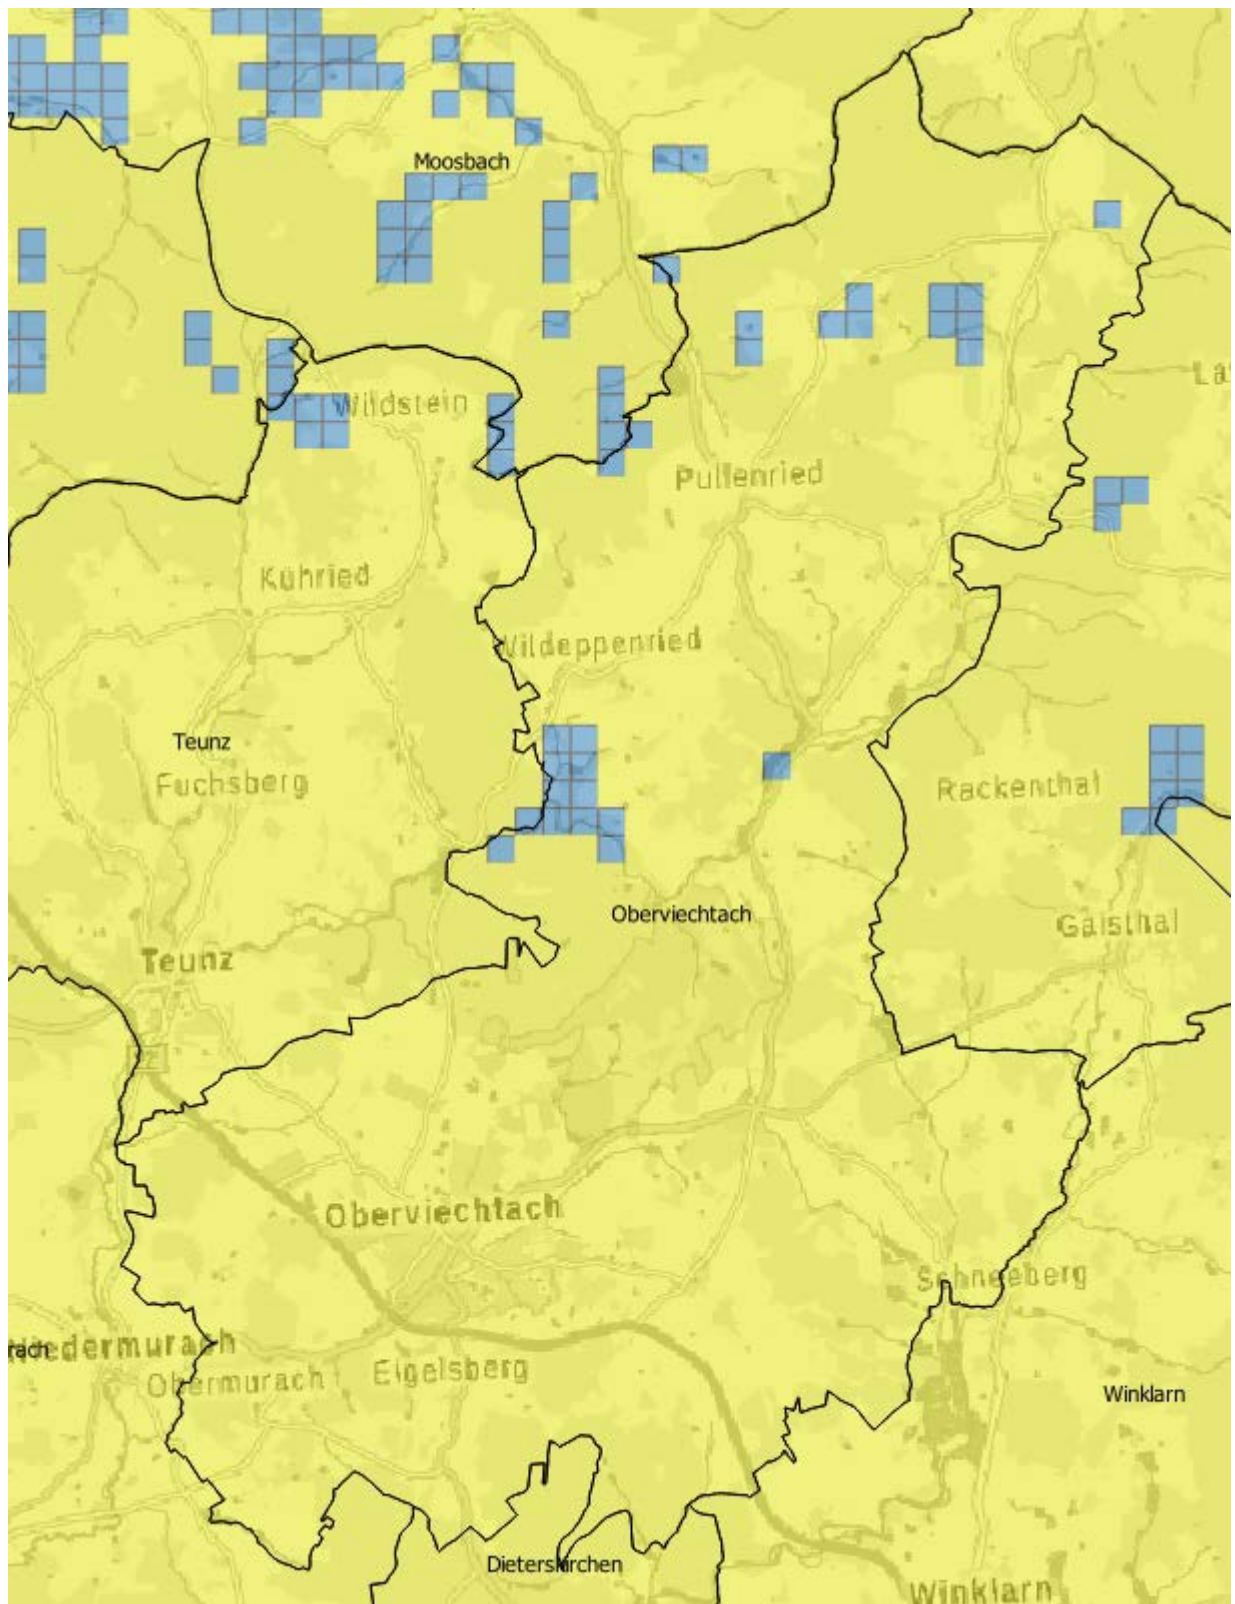 Moosbach
Wildstein
Pullenried
Kühried
Wildeppenried
Teunz
Fuchsberg
Rackenthal
Oberviechtach
Gaisthal
Teunz
Oberviechtach
Schneeberg
rach
Niedermurach
Obermurach
Eigelsberg
Winklarn
Dieterskirchen
Winklarn